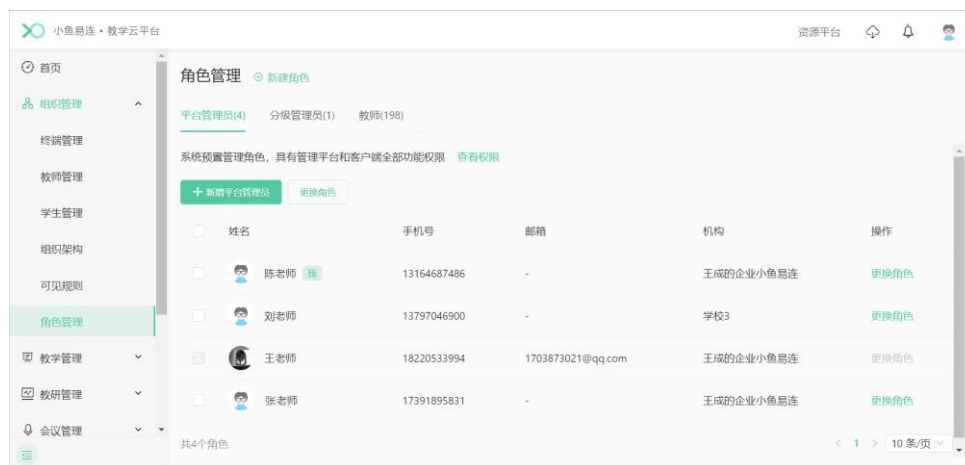 小鱼易连•教学云平台
资源平台
首页
组织管理
终端管理
教师管理
学生管理
组织架构
可见规则
角色管理
教学管理
教研管理
会议管理
角色管理 新建角色
平台管理员(4) 分级管理员(1) 教师(198)
系统预置管理角色，具有管理平台和客户端全部功能权限 查看权限
+ 新增平台管理员 更换角色
姓名 手机号 邮箱 机构 操作
陈老师 我 13164687486 - 王成的企业小鱼易连 更换角色
刘老师 13797046900 - 学校3 更换角色
王老师 18220533994 1703873021@qq.com 王成的企业小鱼易连 更换角色
张老师 17391895831 - 王成的企业小鱼易连 更换角色
共4个角色 < 1 > 10 条/页